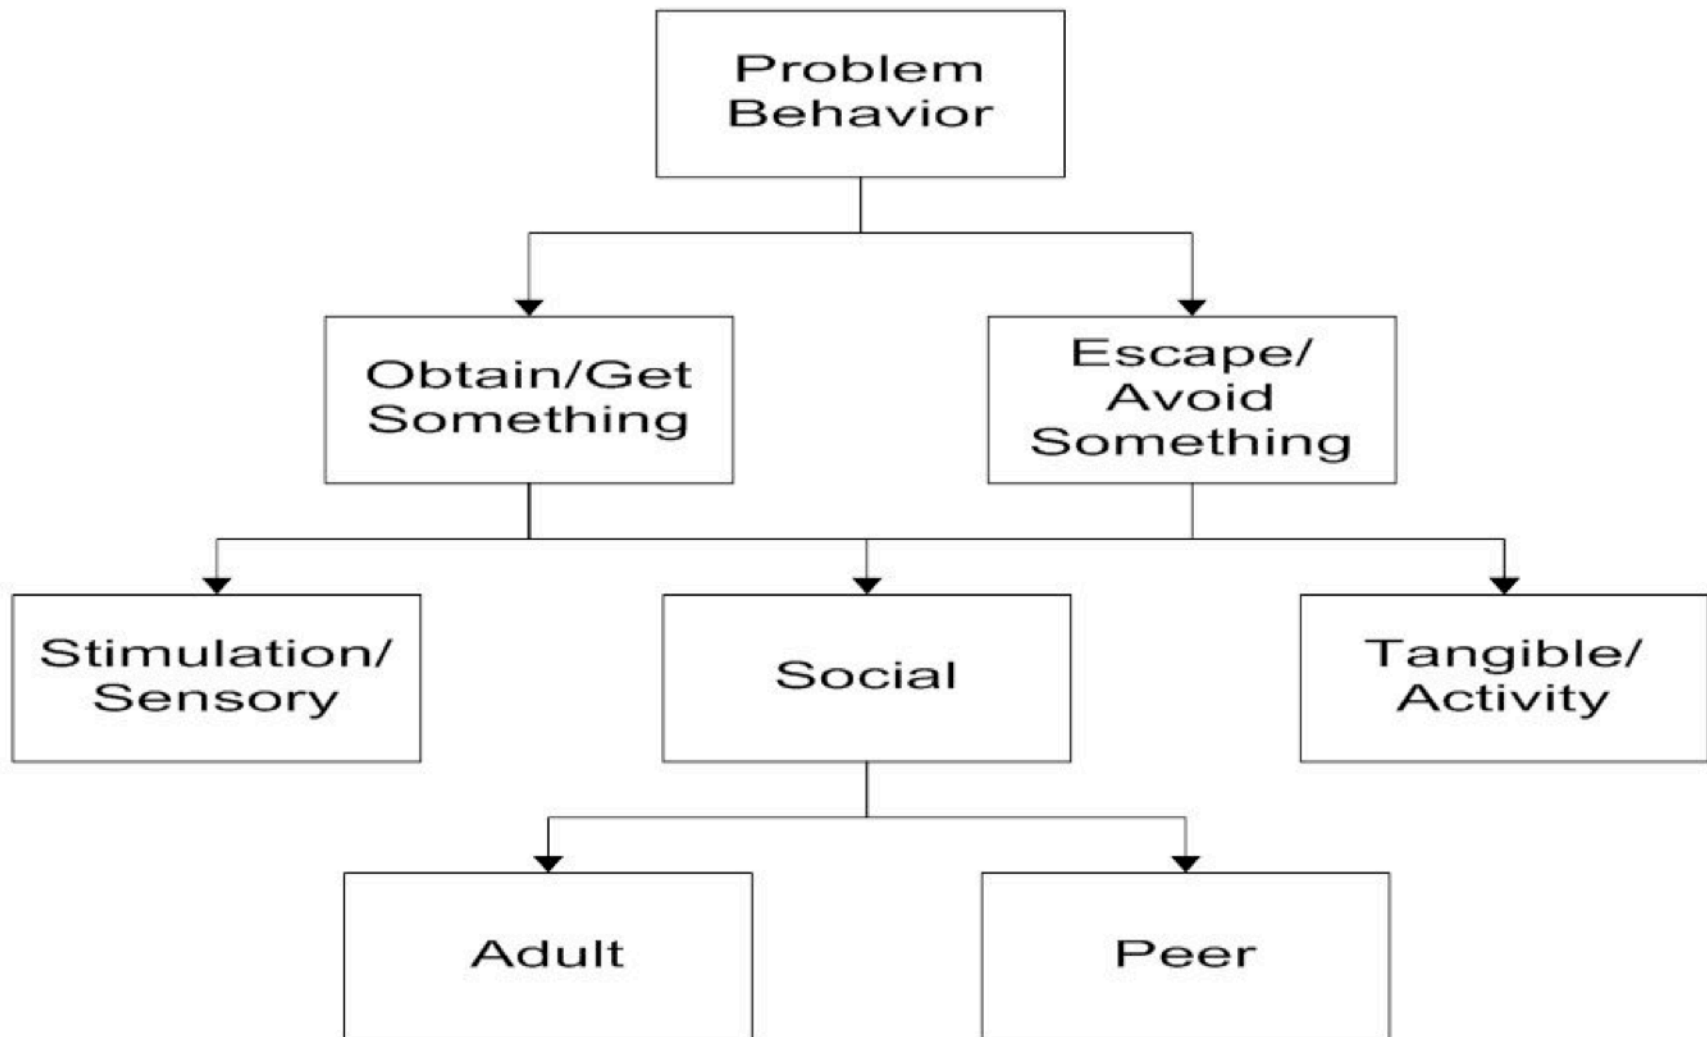 Problem
Behavior
Obtain/Get
Something
Escape/
Avoid
Something
Stimulation/
Sensory
Social
Tangible/
Activity
Adult
Peer